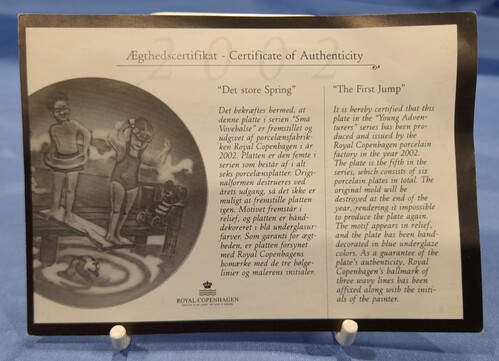 Ægthedscertifikat - Certificate of Authenticity
2002
"Det store Spring"
Det bekræftes hermed, at
denne platte i serien "Små
Vovehalse" er fremstillet og
udgivet af porcelænsfabrik-
ken Royal Copenhagen i år
2002. Platten er den femte i
serien som består af i alt
seks porcelænsplatter. Origi-
nalformen destrueres ved
årets udgang, så det ikke er
muligt at fremstille platten
igen. Motivet fremstår i
relief, og platten er hånd-
dekoreret i blå underglasur-
farver. Som garanti for ægt-
heden, er platten forsynet
med Royal Copenhagens
bomærke med de tre bølge-
linier og malerens initialer.
"The First Jump"
It is hereby certified that this
plate in the "Young Adven-
turers" series has been pro-
duced and issued by the
Royal Copenhagen porcelain
factory in the year 2002.
The plate is the fifth in the
series, which consists of six
porcelain plates in total. The
original mold will be
destroyed at the end of the
year, rendering it impossible
to produce the plate again.
The motif appears in relief,
and the plate has been hand-
decorated in blue underglaze
colors. As a guarantee of the
plate's authenticity, Royal
Copenhagen's hallmark of
three wavy lines has been
affixed along with the initi-
als of the painter.
ROYAL COPENHAGEN